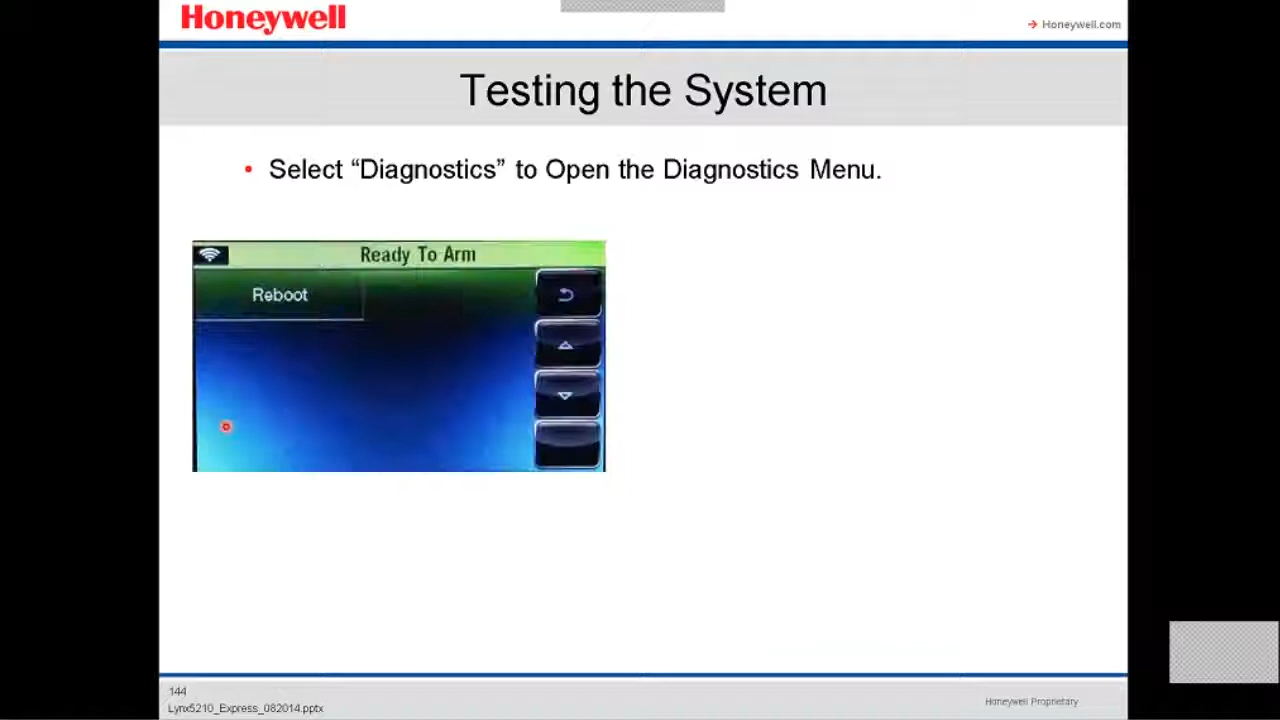 Honeywell
Honeywell.com
Testing the System
• Select “Diagnostics” to Open the Diagnostics Menu.
Ready To Arm
Reboot
144
Lynx5210_Express_082014.pptx
Honeywell Proprietary